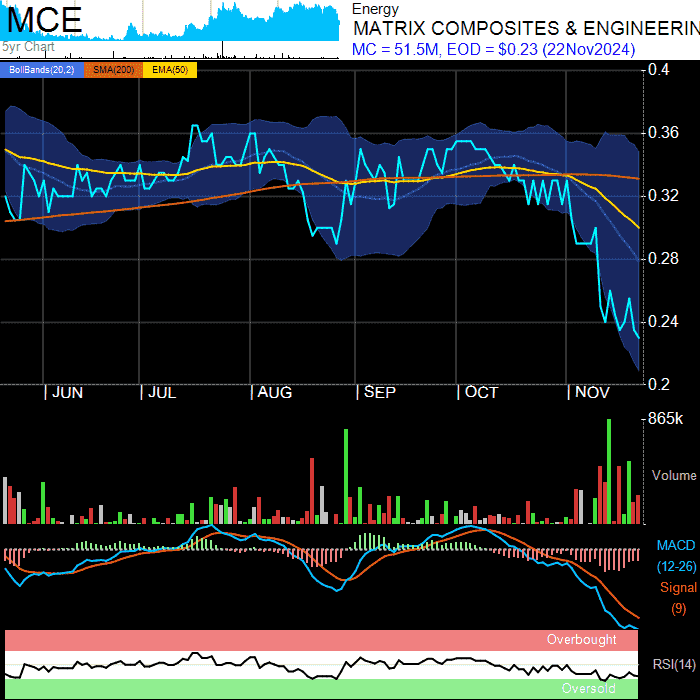 MCE
5yr Chart
Energy
MATRIX COMPOSITES & ENGINEERIN
MC = 51.5M, EOD = $0.23 (22Nov2024)
BollBands(20,2) SMA(200) EMA(50)
0.4
0.36
0.32
0.28
0.24
0.2
JUN JUL AUG SEP OCT NOV
865k
Volume
MACD
(12-26)
Signal
(9)
Overbought
RSI(14)
Oversold